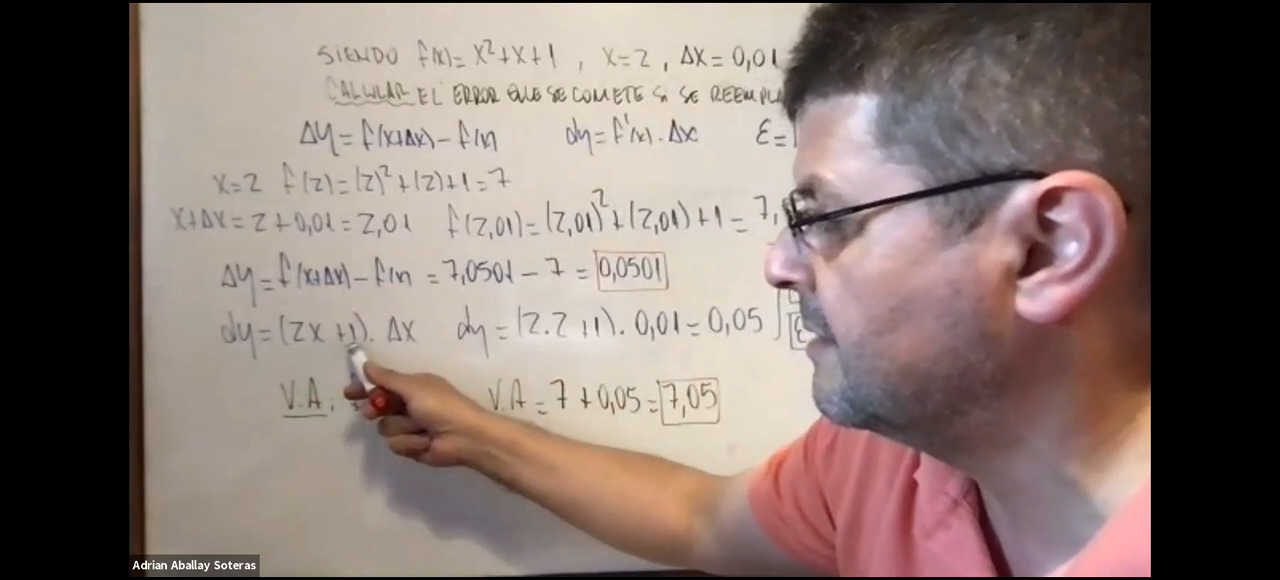 SIENDO f(x)= x²+x+1 , x=2 , Δx=0,01
CALCULAR EL ERROR QUE SE COMETE SI SE REEMPLA
Δy=f(x+Δx)-f(x) dy=f'(x).Δx ε=|
x=2 f(2)=(2)²+(2)+1=7
x+Δx=2+0,01=2,01 f(2,01)=(2,01)²+(2,01)+1=7,
Δy=f(x+Δx)-f(x)=7,0501-7=0,0501
dy=(2x+1).Δx dy=(2.2+1).0,01=0,05
V.A: V.A=7+0,05=7,05
Adrian Aballay Soteras